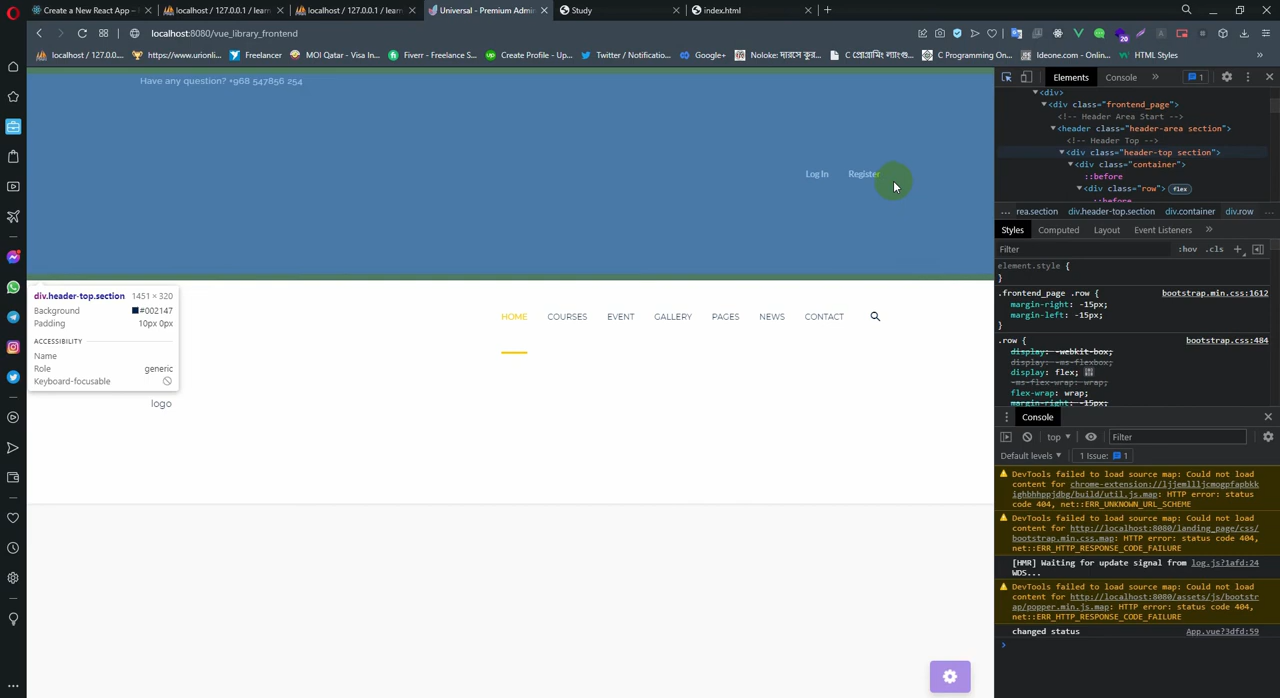 Create a New React App –
localhost / 127.0.0.1 / learn
localhost / 127.0.0.1 / learn
Universal - Premium Admin
Study
index.html
localhost:8080/vue_library_frontend
localhost / 127.0.0....
https://www.urionli...
Freelancer
MOI Qatar - Visa In...
Fiverr - Freelance S...
Create Profile - Up...
Twitter / Notificatio...
Google+
C Programming On...
Ideone.com - Onlin...
HTML Styles
Have any question? +968 547856 254
Log In
Register
HOME
COURSES
EVENT
GALLERY
PAGES
NEWS
CONTACT
logo
div.header-top.section 1451 × 320
Background #002147
Padding 10px 0px
ACCESSIBILITY
Name
Role generic
Keyboard-focusable
20
Elements
Console
1
<div>
<div class="frontend_page">
<!-- Header Area Start -->
<header class="header-area section">
<!-- Header Top -->
<div class="header-top section">
<div class="container">
::before
<div class="row"> flex
::before
... rea.section div.header-top.section div.container div.row ...
Styles Computed Layout Event Listeners
Filter :hov .cls
element.style {
}
.frontend_page .row { bootstrap.min.css:1612
margin-right: -15px;
margin-left: -15px;
}
.row { bootstrap.css:484
display: -webkit-box;
display: -ms-flexbox;
display: flex;
-ms-flex-wrap: wrap;
flex-wrap: wrap;
margin-right: -15px;
Console
top
Filter
Default levels 1 Issue: 1
DevTools failed to load source map: Could not load
content for chrome-extension://ljjemllljcmogpfapbkk
ighbhhppjdbg/build/util.js.map: HTTP error: status
code 404, net::ERR_UNKNOWN_URL_SCHEME
DevTools failed to load source map: Could not load
content for http://localhost:8080/landing_page/css/
bootstrap.min.css.map: HTTP error: status code 404,
net::ERR_HTTP_RESPONSE_CODE_FAILURE
[HMR] Waiting for update signal from log.js?1afd:24
WDS...
DevTools failed to load source map: Could not load
content for http://localhost:8080/assets/js/bootstr
ap/popper.min.js.map: HTTP error: status code 404,
net::ERR_HTTP_RESPONSE_CODE_FAILURE
changed status App.vue?3dfd:59